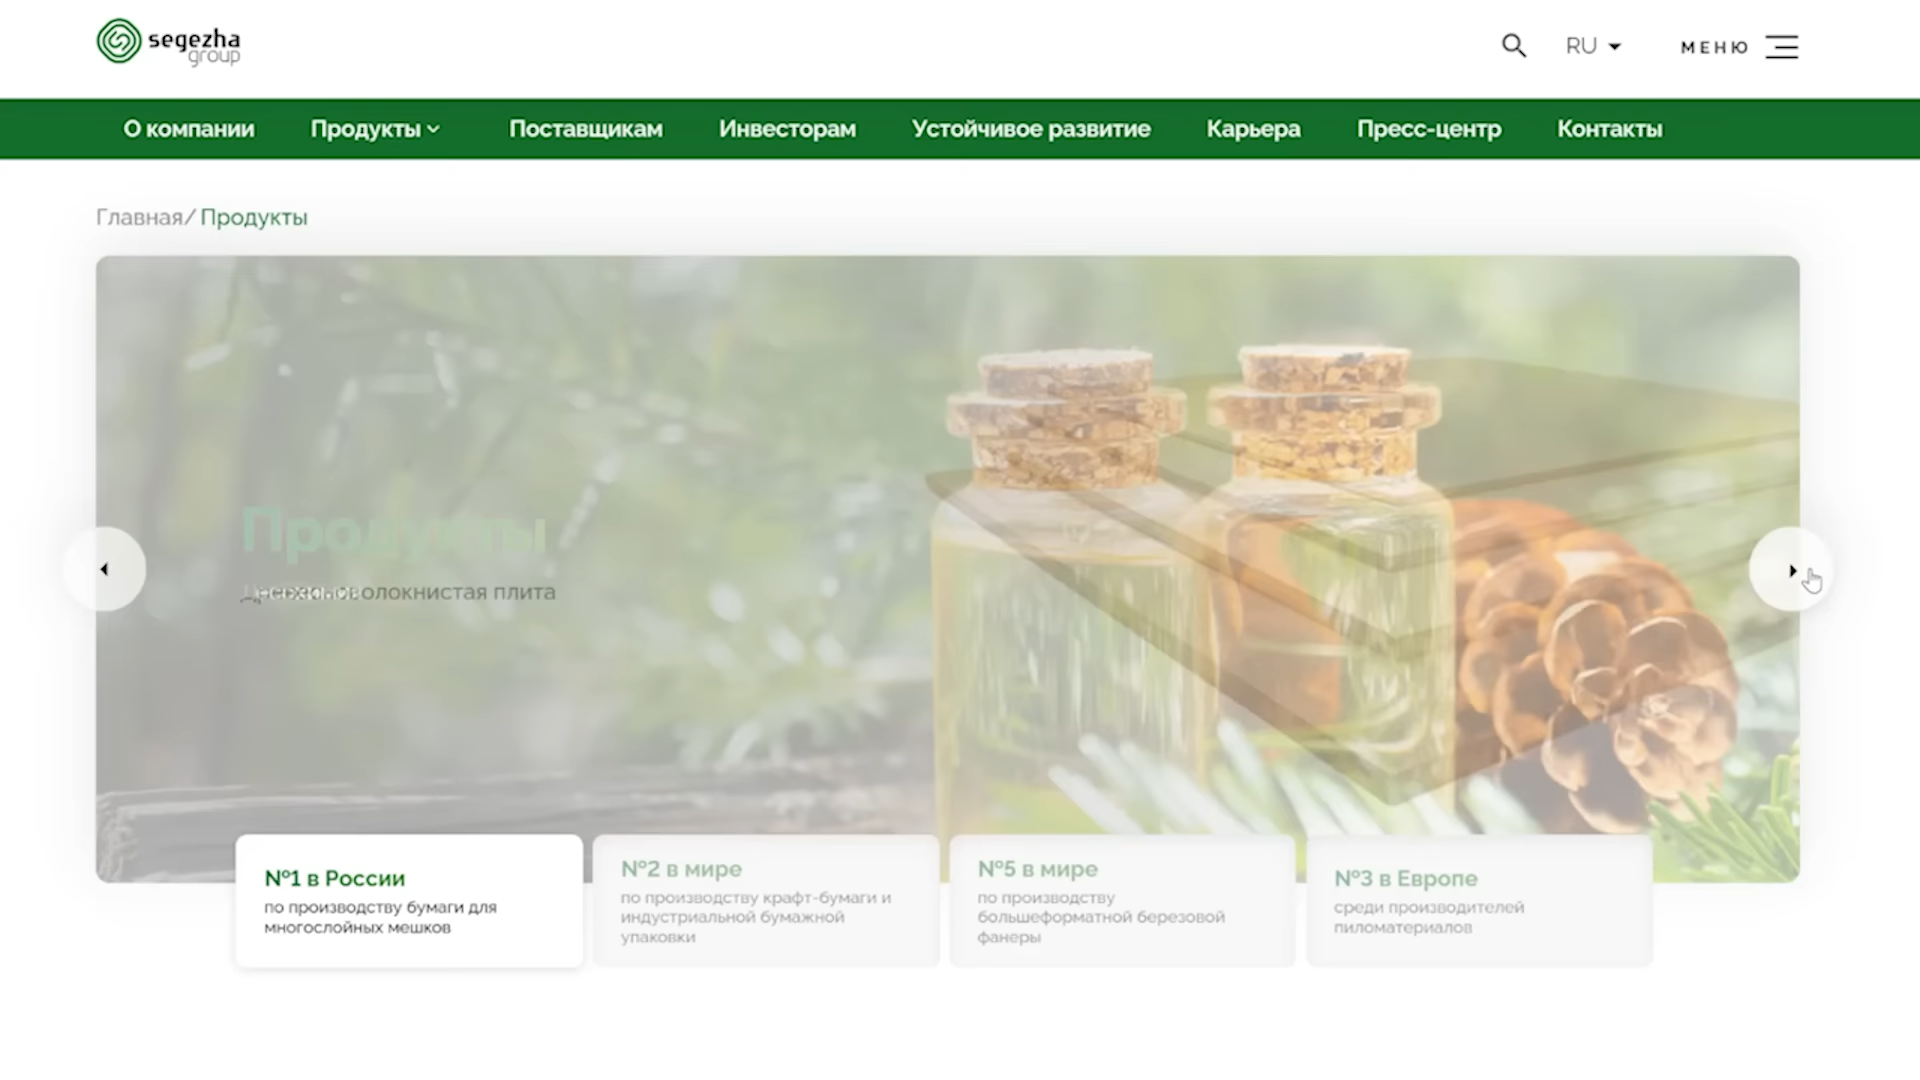 segezha
group
RU
МЕНЮ
О компании
Продукты
Поставщикам
Инвесторам
Устойчивое развитие
Карьера
Пресс-центр
Контакты
Главная/ Продукты
Продукты
плита
№1 в России
по производству бумаги для
многослойных мешков
№2 в мире
по производству крафт-бумаги и
индустриальной бумажной
упаковки
№5 в мире
по производству
большеформатной березовой
фанеры
№3 в Европе
среди производителей
пиломатериалов